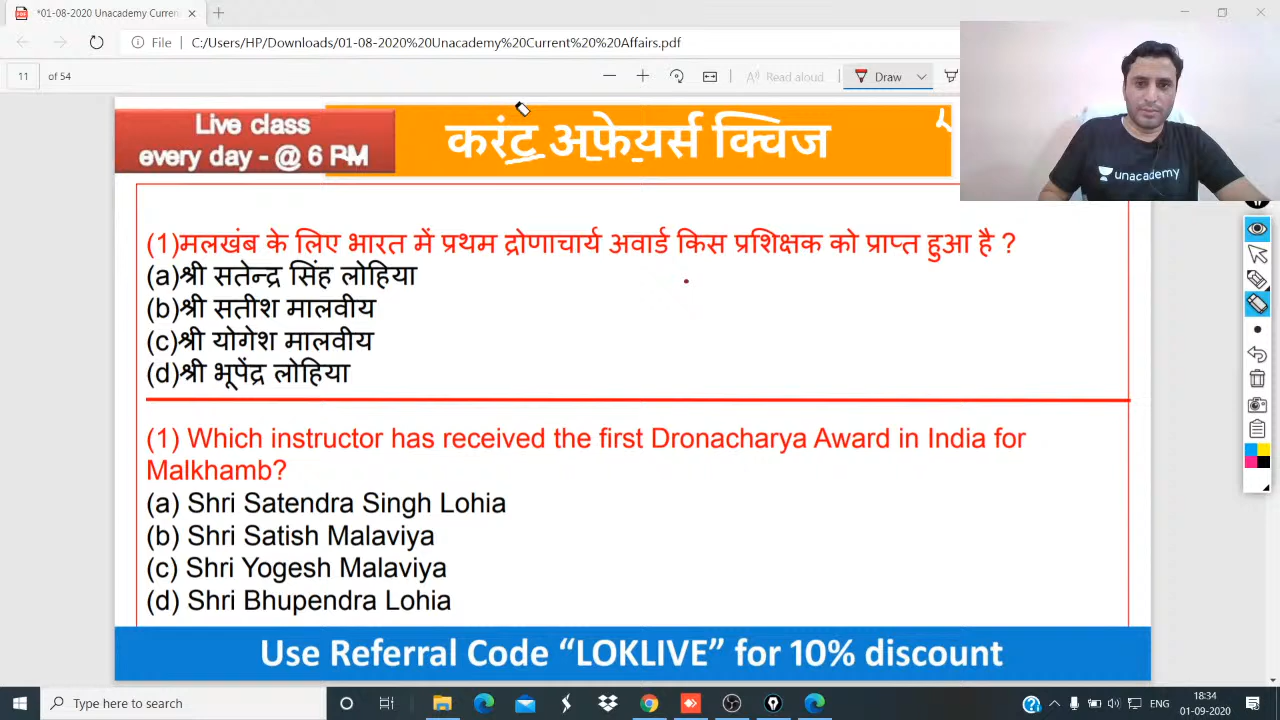 *01-08-2020 Unacademy Current
- Curren
File
C:/Users/HP/Downloads/01-08-2020%20Unacademy%20Current%20%20Affairs.pdf
11 of 54
Read aloud
Draw
Live class
every day - @ 6 PM
करंट अफेयर्स क्विज
unacademy
(1)मलखंब के लिए भारत में प्रथम द्रोणाचार्य अवार्ड किस प्रशिक्षक को प्राप्त हुआ है ?
(a)श्री सतेन्द्र सिंह लोहिया
(b)श्री सतीश मालवीय
(c)श्री योगेश मालवीय
(d)श्री भूपेंद्र लोहिया
(1) Which instructor has received the first Dronacharya Award in India for
Malkhamb?
(a) Shri Satendra Singh Lohia
(b) Shri Satish Malaviya
(c) Shri Yogesh Malaviya
(d) Shri Bhupendra Lohia
Use Referral Code “LOKLIVE” for 10% discount
Type here to search
18:34
01-09-2020